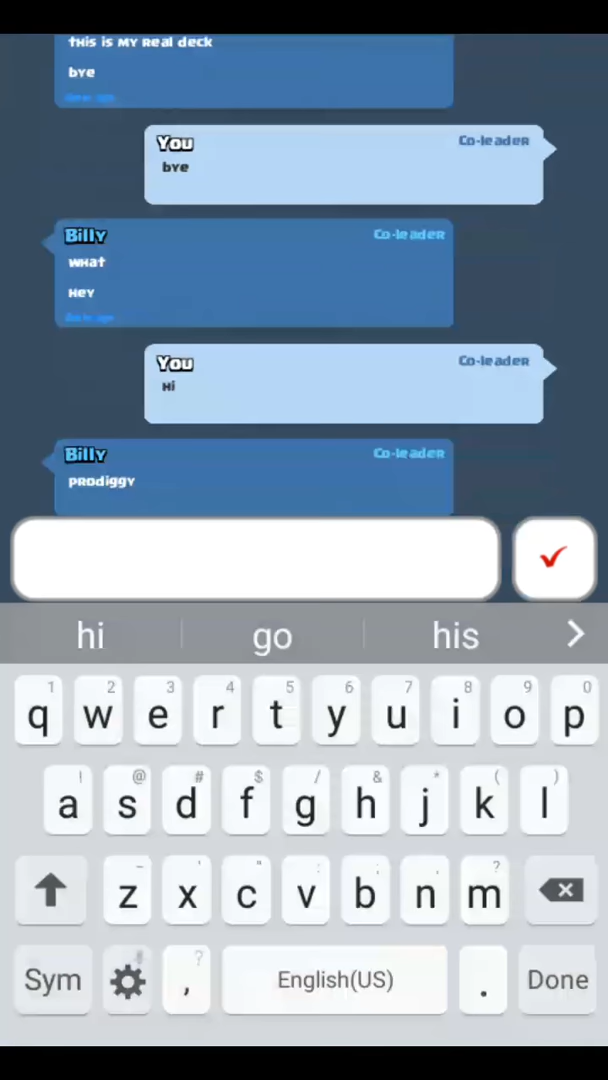 THIS IS MY REAL DECK
BYE
You Co-leader
BYE
Billy Co-leader
WHAT
HEY
You Co-leader
Hi
Billy Co-leader
PRODIGGY
hi go his
1 2 3 4 5 6 7 8 9 0
q w e r t y u i o p
! @ # $ / & * ( )
a s d f g h j k l
z x c v b n m
Sym , English(US) . Done